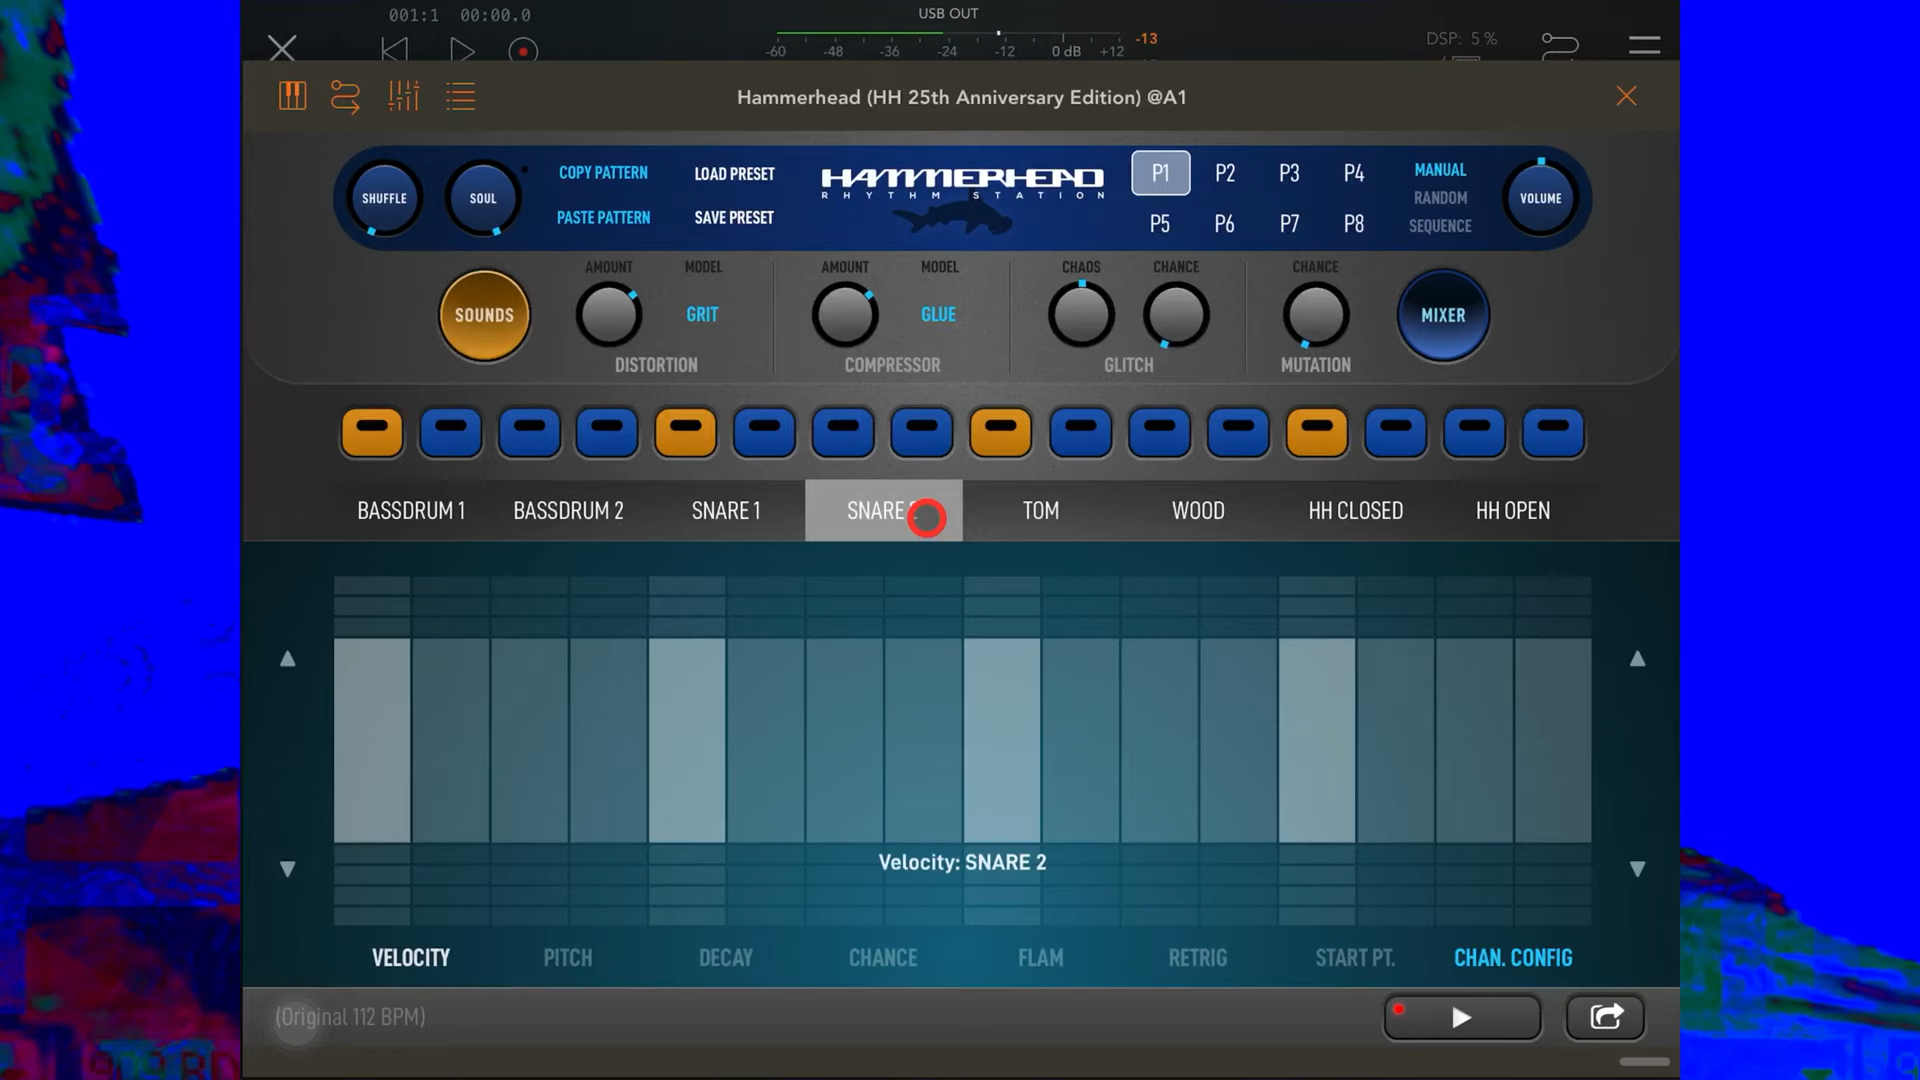 001:1 00:00.0
USB OUT
-60 -48 -36 -24 -12 0 dB +12
-13
DSP: 5 %
Hammerhead (HH 25th Anniversary Edition) @A1
SHUFFLE
SOUL
COPY PATTERN
LOAD PRESET
PASTE PATTERN
SAVE PRESET
HAMMERHEAD
RHYTHM STATION
P1 P2 P3 P4
P5 P6 P7 P8
MANUAL
RANDOM
SEQUENCE
VOLUME
SOUNDS
AMOUNT MODEL
GRIT
DISTORTION
AMOUNT MODEL
GLUE
COMPRESSOR
CHAOS CHANCE
GLITCH
CHANCE
MUTATION
MIXER
BASSDRUM 1 BASSDRUM 2 SNARE 1 SNARE TOM WOOD HH CLOSED HH OPEN
Velocity: SNARE 2
VELOCITY PITCH DECAY CHANCE FLAM RETRIG START PT. CHAN. CONFIG
(Original 112 BPM)